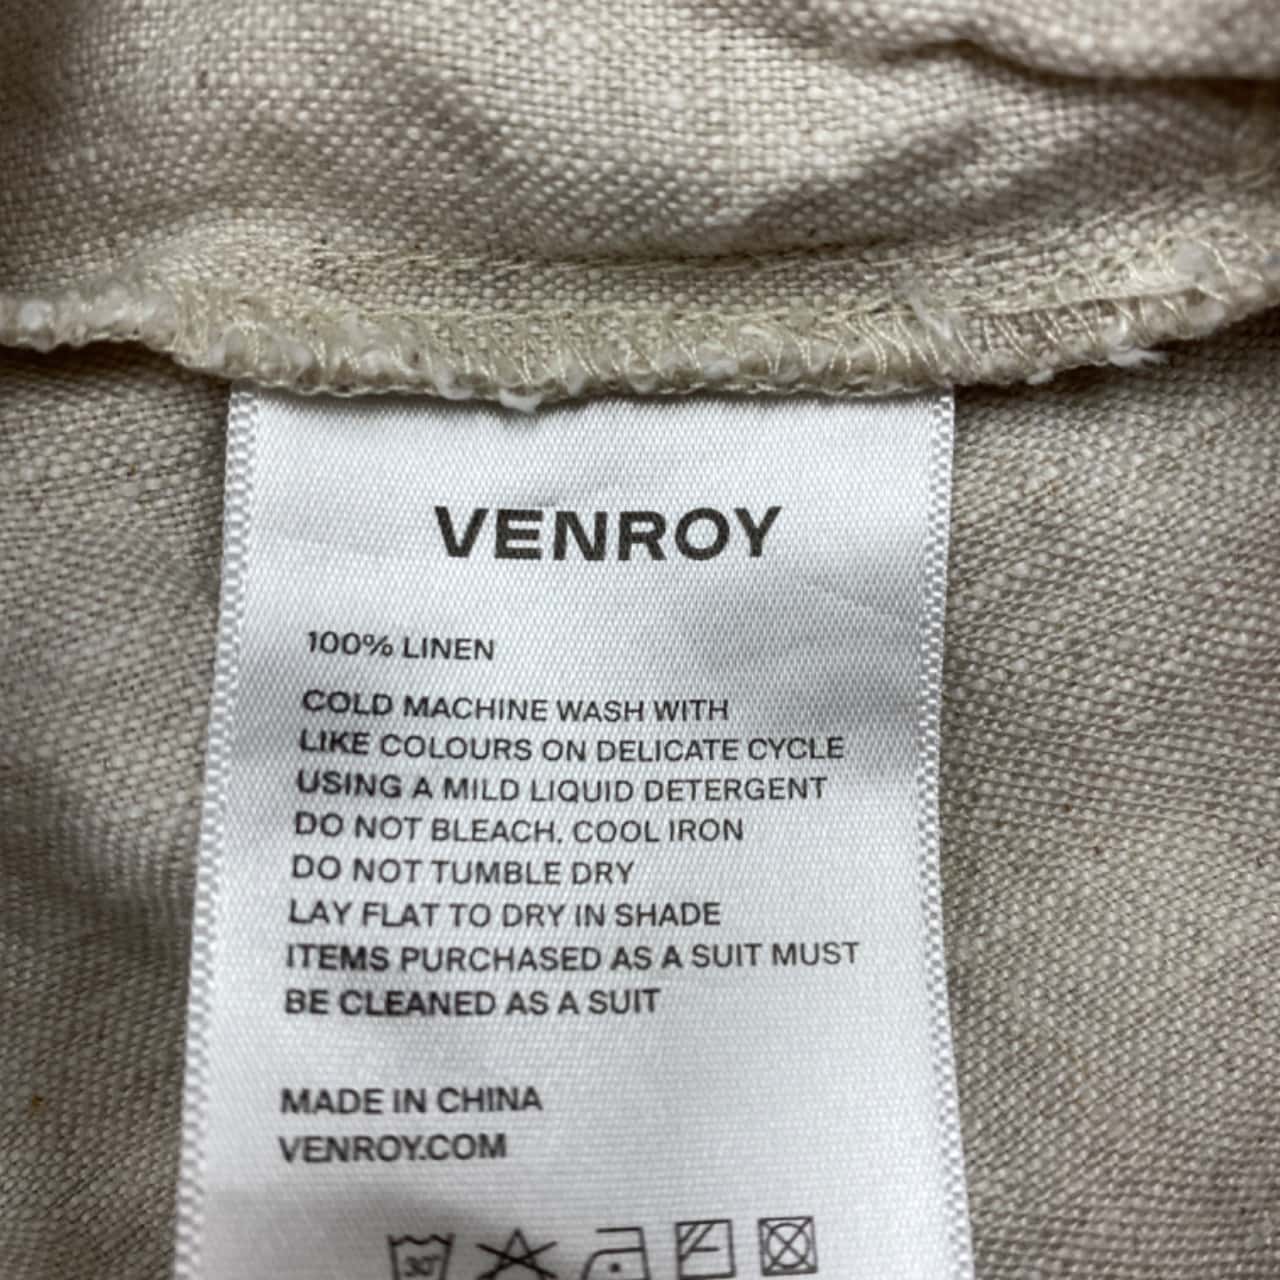 VENROY
100% LINEN
COLD MACHINE WASH WITH
LIKE COLOURS ON DELICATE CYCLE
USING A MILD LIQUID DETERGENT
DO NOT BLEACH. COOL IRON
DO NOT TUMBLE DRY
LAY FLAT TO DRY IN SHADE
ITEMS PURCHASED AS A SUIT MUST
BE CLEANED AS A SUIT
MADE IN CHINA
VENROY.COM
30°